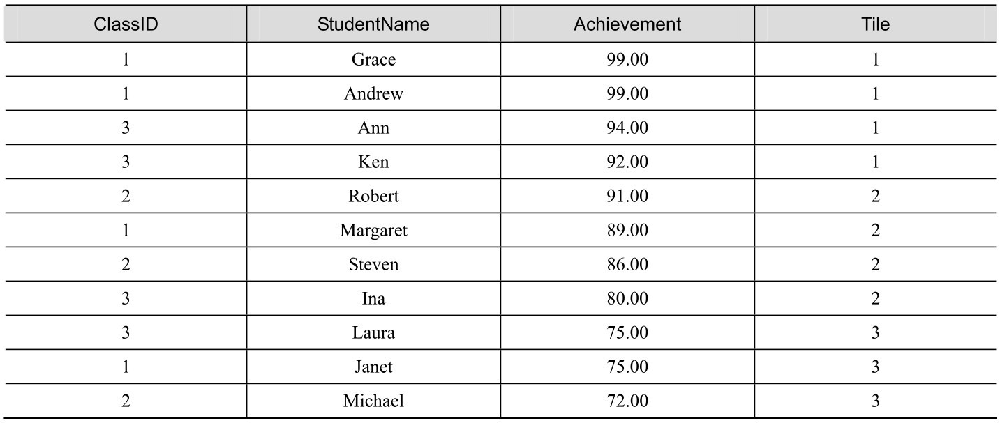 ClassID StudentName Achievement Tile
1 Grace 99.00 1
1 Andrew 99.00 1
3 Ann 94.00 1
3 Ken 92.00 1
2 Robert 91.00 2
1 Margaret 89.00 2
2 Steven 86.00 2
3 Ina 80.00 2
3 Laura 75.00 3
1 Janet 75.00 3
2 Michael 72.00 3